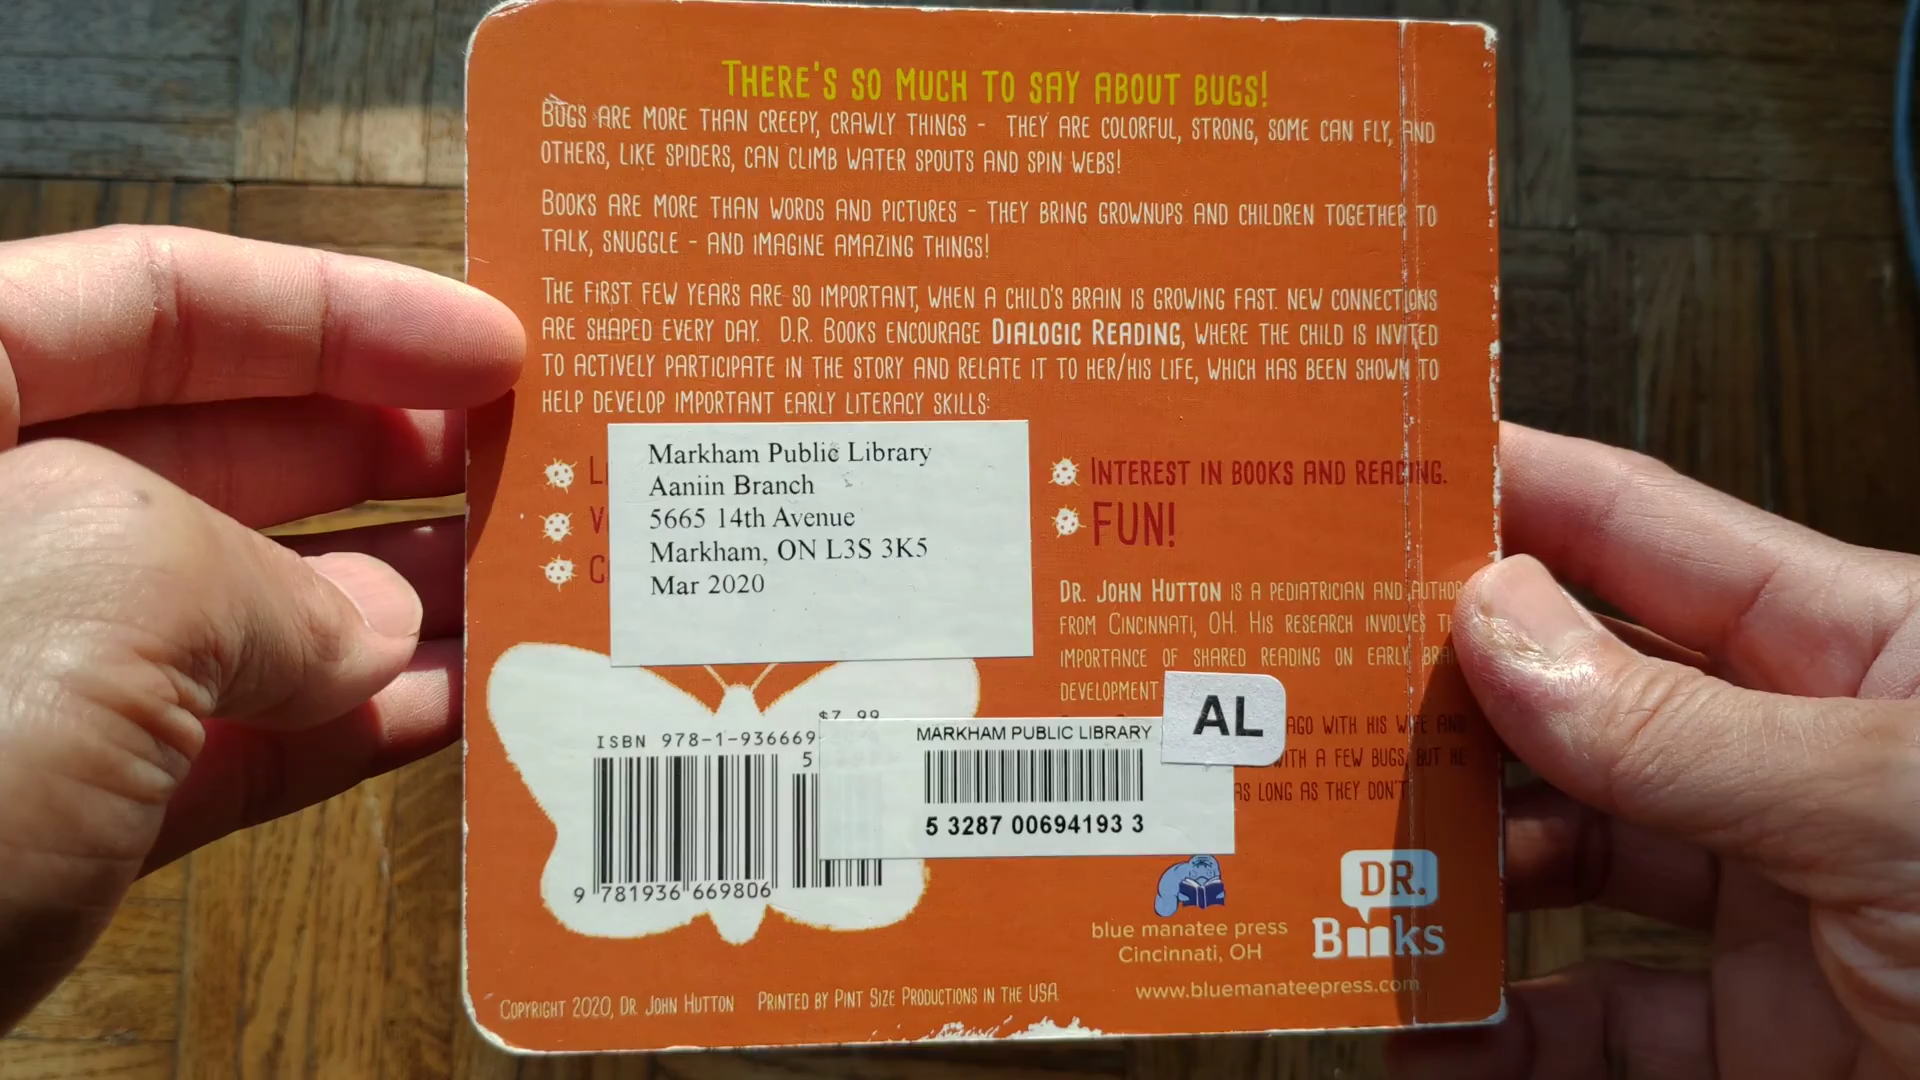 THERE'S SO MUCH TO SAY ABOUT BUGS!
BUGS ARE MORE THAN CREEPY, CRAWLY THINGS - THEY ARE COLORFUL, STRONG, SOME CAN FLY, AND
OTHERS, LIKE SPIDERS, CAN CLIMB WATER SPOUTS AND SPIN WEBS!
BOOKS ARE MORE THAN WORDS AND PICTURES - THEY BRING GROWNUPS AND CHILDREN TOGETHER TO
TALK, SNUGGLE - AND IMAGINE AMAZING THINGS!
THE FIRST FEW YEARS ARE SO IMPORTANT, WHEN A CHILD'S BRAIN IS GROWING FAST. NEW CONNECTIONS
ARE SHAPED EVERY DAY. D.R. BOOKS ENCOURAGE DIALOGIC READING, WHERE THE CHILD IS INVITED
TO ACTIVELY PARTICIPATE IN THE STORY AND RELATE IT TO HER/HIS LIFE, WHICH HAS BEEN SHOWN TO
HELP DEVELOP IMPORTANT EARLY LITERACY SKILLS:
Markham Public Library
Aaniin Branch
5665 14th Avenue
Markham, ON L3S 3K5
Mar 2020
INTEREST IN BOOKS AND READING.
FUN!
DR. JOHN HUTTON IS A PEDIATRICIAN AND AUTHOR
FROM CINCINNATI, OH. HIS RESEARCH INVOLVES
IMPORTANCE OF SHARED READING ON EARLY
DEVELOPMENT
AGO WITH HIS WIFE AND
WITH A FEW BUGS, BUT HE
AS LONG AS THEY DON'T
AL
$7.99
ISBN 978-1-936669
5
9 781936 669806
MARKHAM PUBLIC LIBRARY
5 3287 00694193 3
blue manatee press
Cincinnati, OH
DR.
Books
www.bluemanateepress.com
COPYRIGHT 2020, DR. JOHN HUTTON PRINTED BY PINT SIZE PRODUCTIONS IN THE USA